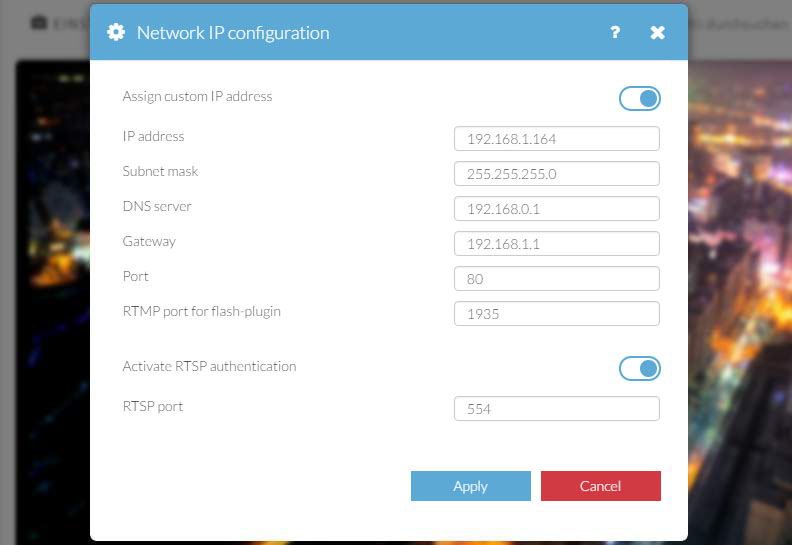 Network IP configuration ?
Assign custom IP address
IP address 192.168.1.164
Subnet mask 255.255.255.0
DNS server 192.168.0.1
Gateway 192.168.1.1
Port 80
RTMP port for flash-plugin 1935
Activate RTSP authentication
RTSP port 554
Apply Cancel